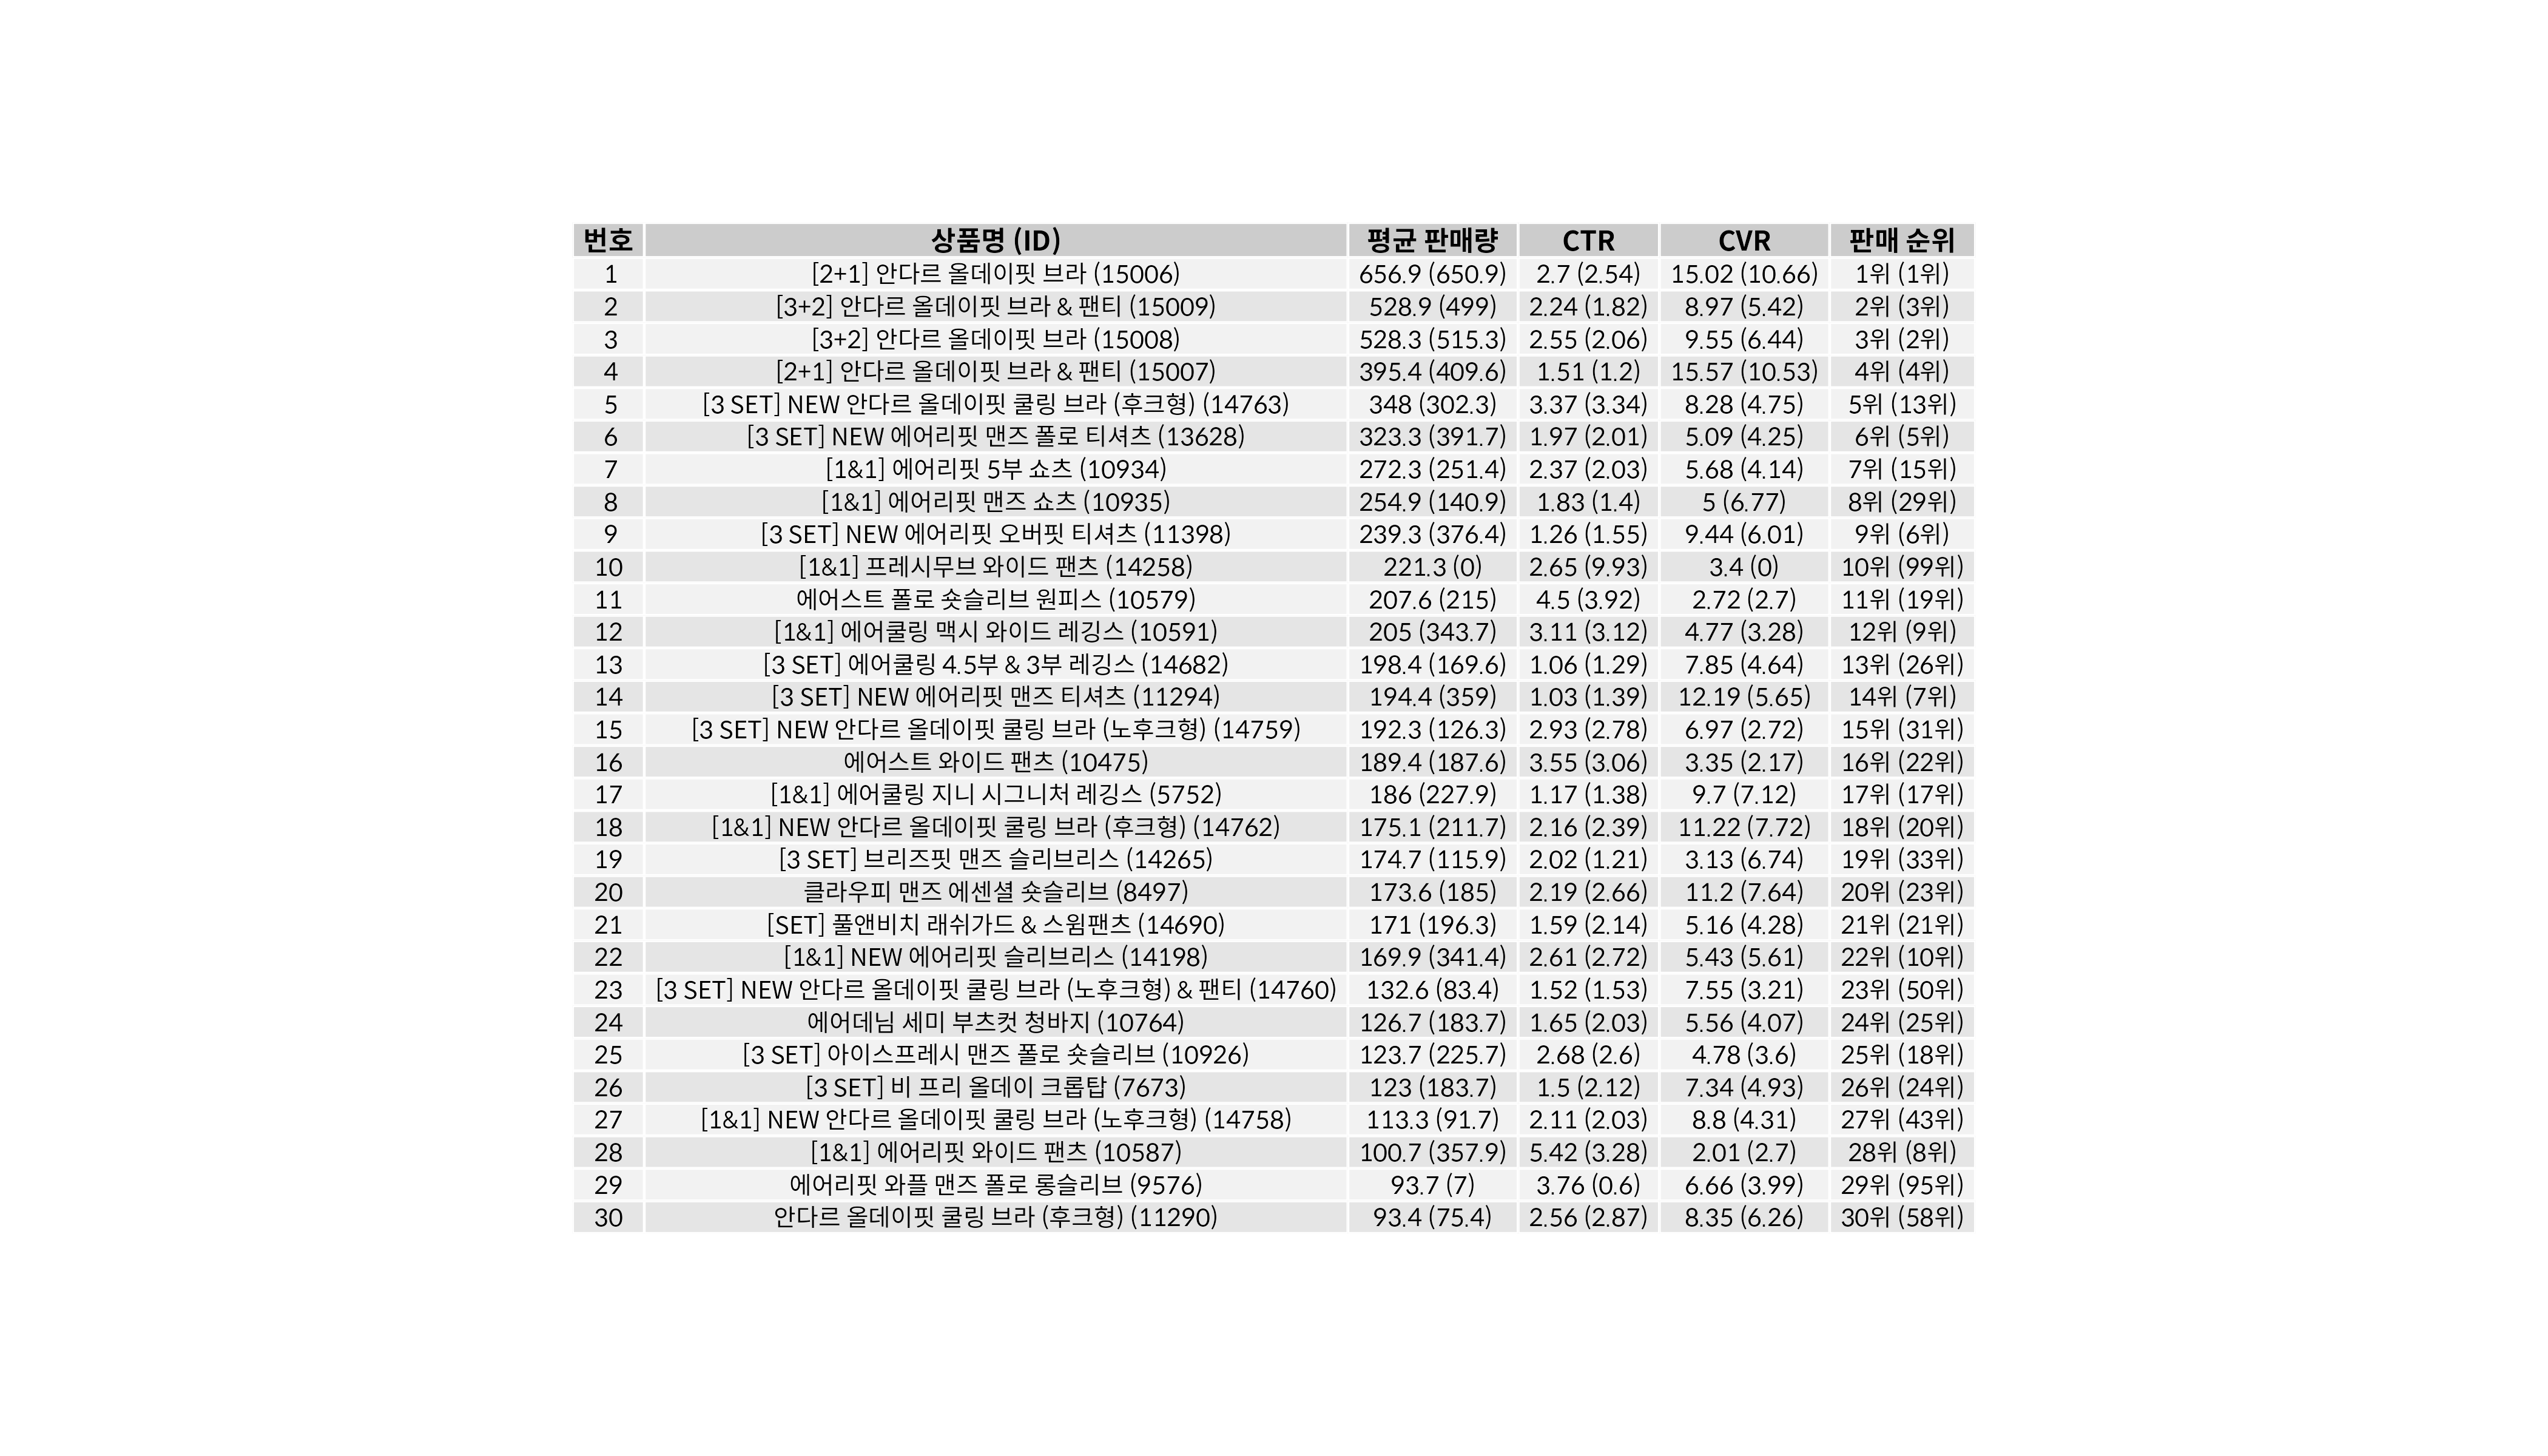 번호 상품명 (ID) 평균 판매량 CTR CVR 판매 순위
1 [2+1] 안다르 올데이핏 브라 (15006) 656.9 (650.9) 2.7 (2.54) 15.02 (10.66) 1위 (1위)
2 [3+2] 안다르 올데이핏 브라 & 팬티 (15009) 528.9 (499) 2.24 (1.82) 8.97 (5.42) 2위 (3위)
3 [3+2] 안다르 올데이핏 브라 (15008) 528.3 (515.3) 2.55 (2.06) 9.55 (6.44) 3위 (2위)
4 [2+1] 안다르 올데이핏 브라 & 팬티 (15007) 395.4 (409.6) 1.51 (1.2) 15.57 (10.53) 4위 (4위)
5 [3 SET] NEW 안다르 올데이핏 쿨링 브라 (후크형) (14763) 348 (302.3) 3.37 (3.34) 8.28 (4.75) 5위 (13위)
6 [3 SET] NEW 에어리핏 맨즈 폴로 티셔츠 (13628) 323.3 (391.7) 1.97 (2.01) 5.09 (4.25) 6위 (5위)
7 [1&1] 에어리핏 5부 쇼츠 (10934) 272.3 (251.4) 2.37 (2.03) 5.68 (4.14) 7위 (15위)
8 [1&1] 에어리핏 맨즈 쇼츠 (10935) 254.9 (140.9) 1.83 (1.4) 5 (6.77) 8위 (29위)
9 [3 SET] NEW 에어리핏 오버핏 티셔츠 (11398) 239.3 (376.4) 1.26 (1.55) 9.44 (6.01) 9위 (6위)
10 [1&1] 프레시무브 와이드 팬츠 (14258) 221.3 (0) 2.65 (9.93) 3.4 (0) 10위 (99위)
11 에어스트 폴로 숏슬리브 원피스 (10579) 207.6 (215) 4.5 (3.92) 2.72 (2.7) 11위 (19위)
12 [1&1] 에어쿨링 맥시 와이드 레깅스 (10591) 205 (343.7) 3.11 (3.12) 4.77 (3.28) 12위 (9위)
13 [3 SET] 에어쿨링 4.5부 & 3부 레깅스 (14682) 198.4 (169.6) 1.06 (1.29) 7.85 (4.64) 13위 (26위)
14 [3 SET] NEW 에어리핏 맨즈 티셔츠 (11294) 194.4 (359) 1.03 (1.39) 12.19 (5.65) 14위 (7위)
15 [3 SET] NEW 안다르 올데이핏 쿨링 브라 (노후크형) (14759) 192.3 (126.3) 2.93 (2.78) 6.97 (2.72) 15위 (31위)
16 에어스트 와이드 팬츠 (10475) 189.4 (187.6) 3.55 (3.06) 3.35 (2.17) 16위 (22위)
17 [1&1] 에어쿨링 지니 시그니처 레깅스 (5752) 186 (227.9) 1.17 (1.38) 9.7 (7.12) 17위 (17위)
18 [1&1] NEW 안다르 올데이핏 쿨링 브라 (후크형) (14762) 175.1 (211.7) 2.16 (2.39) 11.22 (7.72) 18위 (20위)
19 [3 SET] 브리즈핏 맨즈 슬리브리스 (14265) 174.7 (115.9) 2.02 (1.21) 3.13 (6.74) 19위 (33위)
20 클라우피 맨즈 에센셜 숏슬리브 (8497) 173.6 (185) 2.19 (2.66) 11.2 (7.64) 20위 (23위)
21 [SET] 풀앤비치 래쉬가드 & 스윔팬츠 (14690) 171 (196.3) 1.59 (2.14) 5.16 (4.28) 21위 (21위)
22 [1&1] NEW 에어리핏 슬리브리스 (14198) 169.9 (341.4) 2.61 (2.72) 5.43 (5.61) 22위 (10위)
23 [3 SET] NEW 안다르 올데이핏 쿨링 브라 (노후크형) & 팬티 (14760) 132.6 (83.4) 1.52 (1.53) 7.55 (3.21) 23위 (50위)
24 에어데님 세미 부츠컷 청바지 (10764) 126.7 (183.7) 1.65 (2.03) 5.56 (4.07) 24위 (25위)
25 [3 SET] 아이스프레시 맨즈 폴로 숏슬리브 (10926) 123.7 (225.7) 2.68 (2.6) 4.78 (3.6) 25위 (18위)
26 [3 SET] 비 프리 올데이 크롭탑 (7673) 123 (183.7) 1.5 (2.12) 7.34 (4.93) 26위 (24위)
27 [1&1] NEW 안다르 올데이핏 쿨링 브라 (노후크형) (14758) 113.3 (91.7) 2.11 (2.03) 8.8 (4.31) 27위 (43위)
28 [1&1] 에어리핏 와이드 팬츠 (10587) 100.7 (357.9) 5.42 (3.28) 2.01 (2.7) 28위 (8위)
29 에어리핏 와플 맨즈 폴로 롱슬리브 (9576) 93.7 (7) 3.76 (0.6) 6.66 (3.99) 29위 (95위)
30 안다르 올데이핏 쿨링 브라 (후크형) (11290) 93.4 (75.4) 2.56 (2.87) 8.35 (6.26) 30위 (58위)